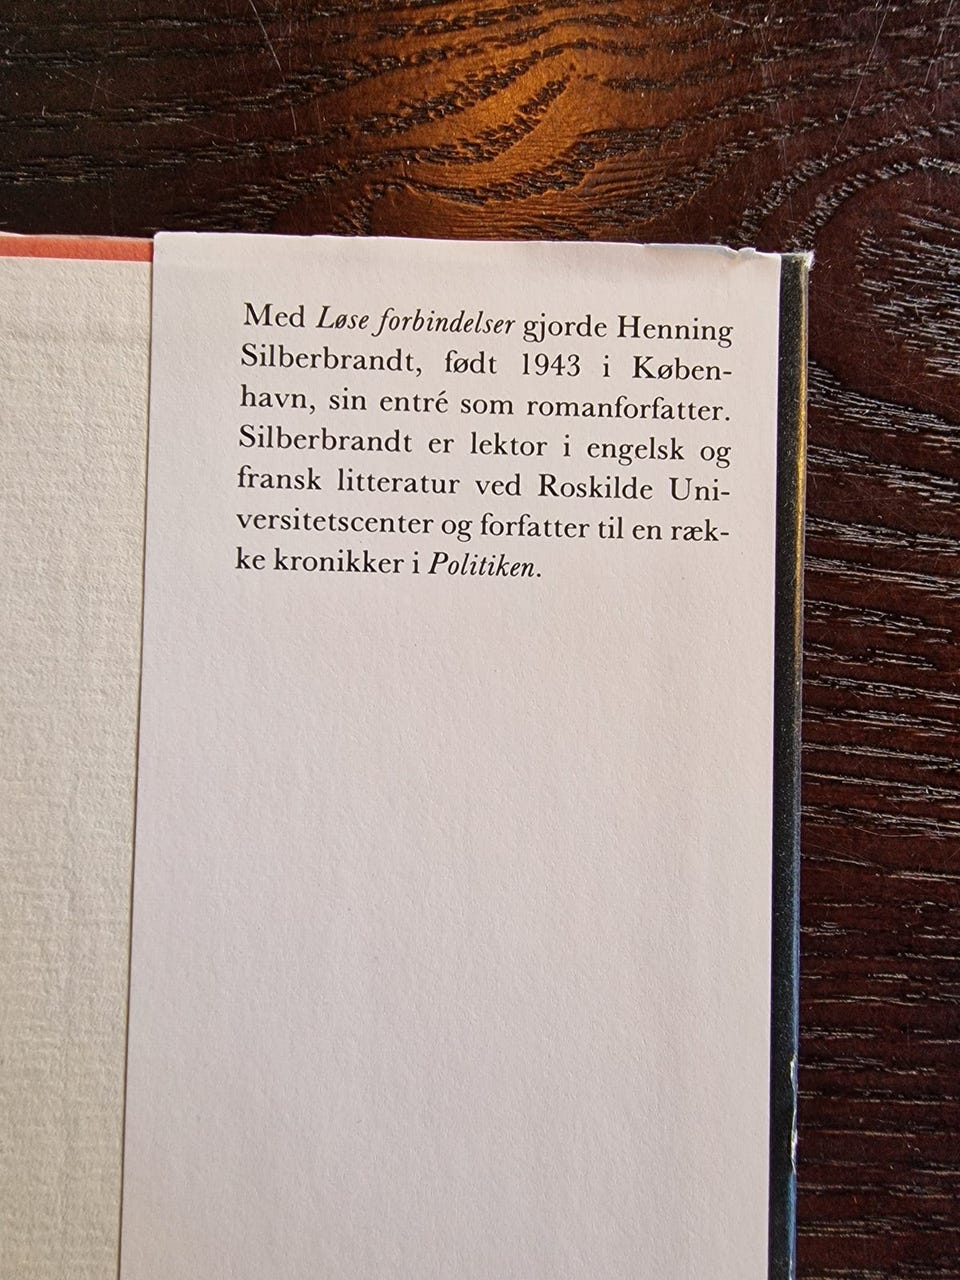 Med Løse forbindelser gjorde Henning
Silberbrandt, født 1943 i Køben-
havn, sin entré som romanforfatter.
Silberbrandt er lektor i engelsk og
fransk litteratur ved Roskilde Uni-
versitetscenter og forfatter til en ræk-
ke kronikker i Politiken.